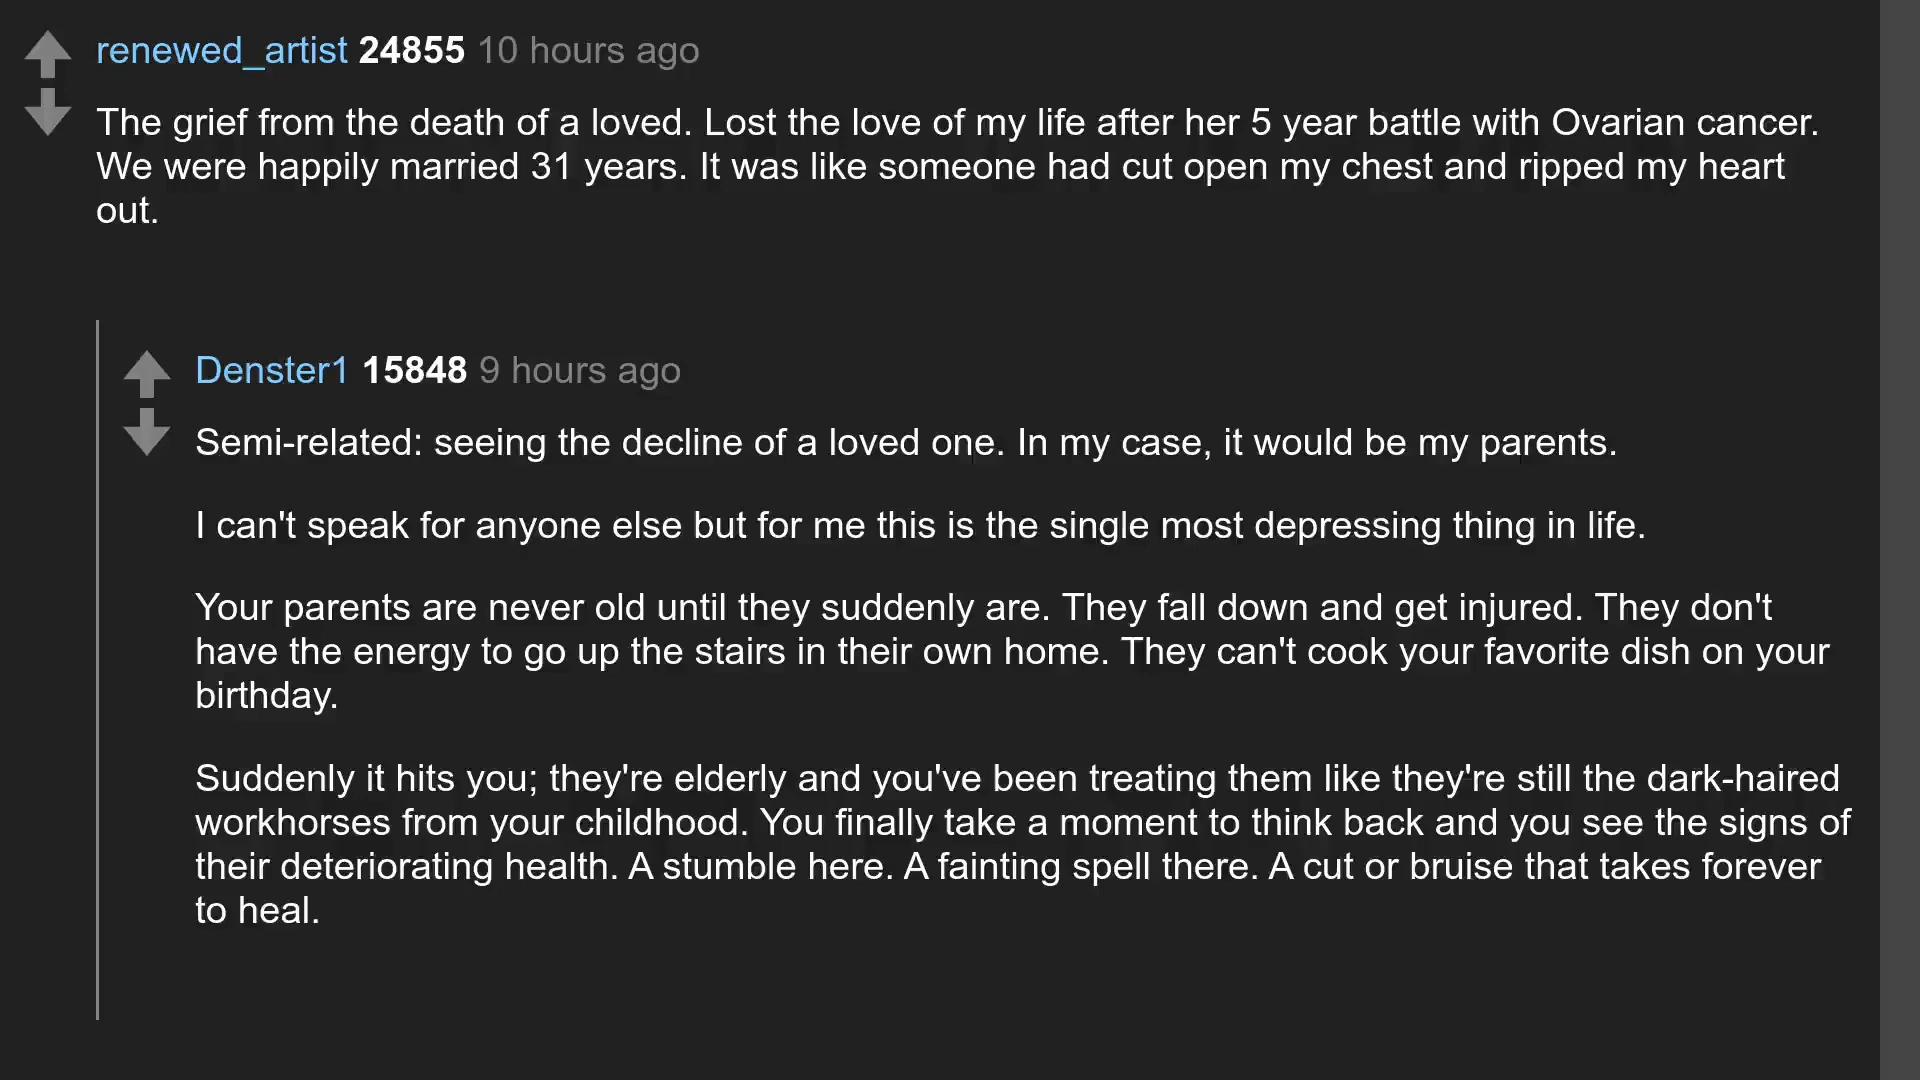 renewed_artist 24855 10 hours ago
The grief from the death of a loved. Lost the love of my life after her 5 year battle with Ovarian cancer.
We were happily married 31 years. It was like someone had cut open my chest and ripped my heart
out.
Denster1 15848 9 hours ago
Semi-related: seeing the decline of a loved one. In my case, it would be my parents.
I can't speak for anyone else but for me this is the single most depressing thing in life.
Your parents are never old until they suddenly are. They fall down and get injured. They don't
have the energy to go up the stairs in their own home. They can't cook your favorite dish on your
birthday.
Suddenly it hits you; they're elderly and you've been treating them like they're still the dark-haired
workhorses from your childhood. You finally take a moment to think back and you see the signs of
their deteriorating health. A stumble here. A fainting spell there. A cut or bruise that takes forever
to heal.